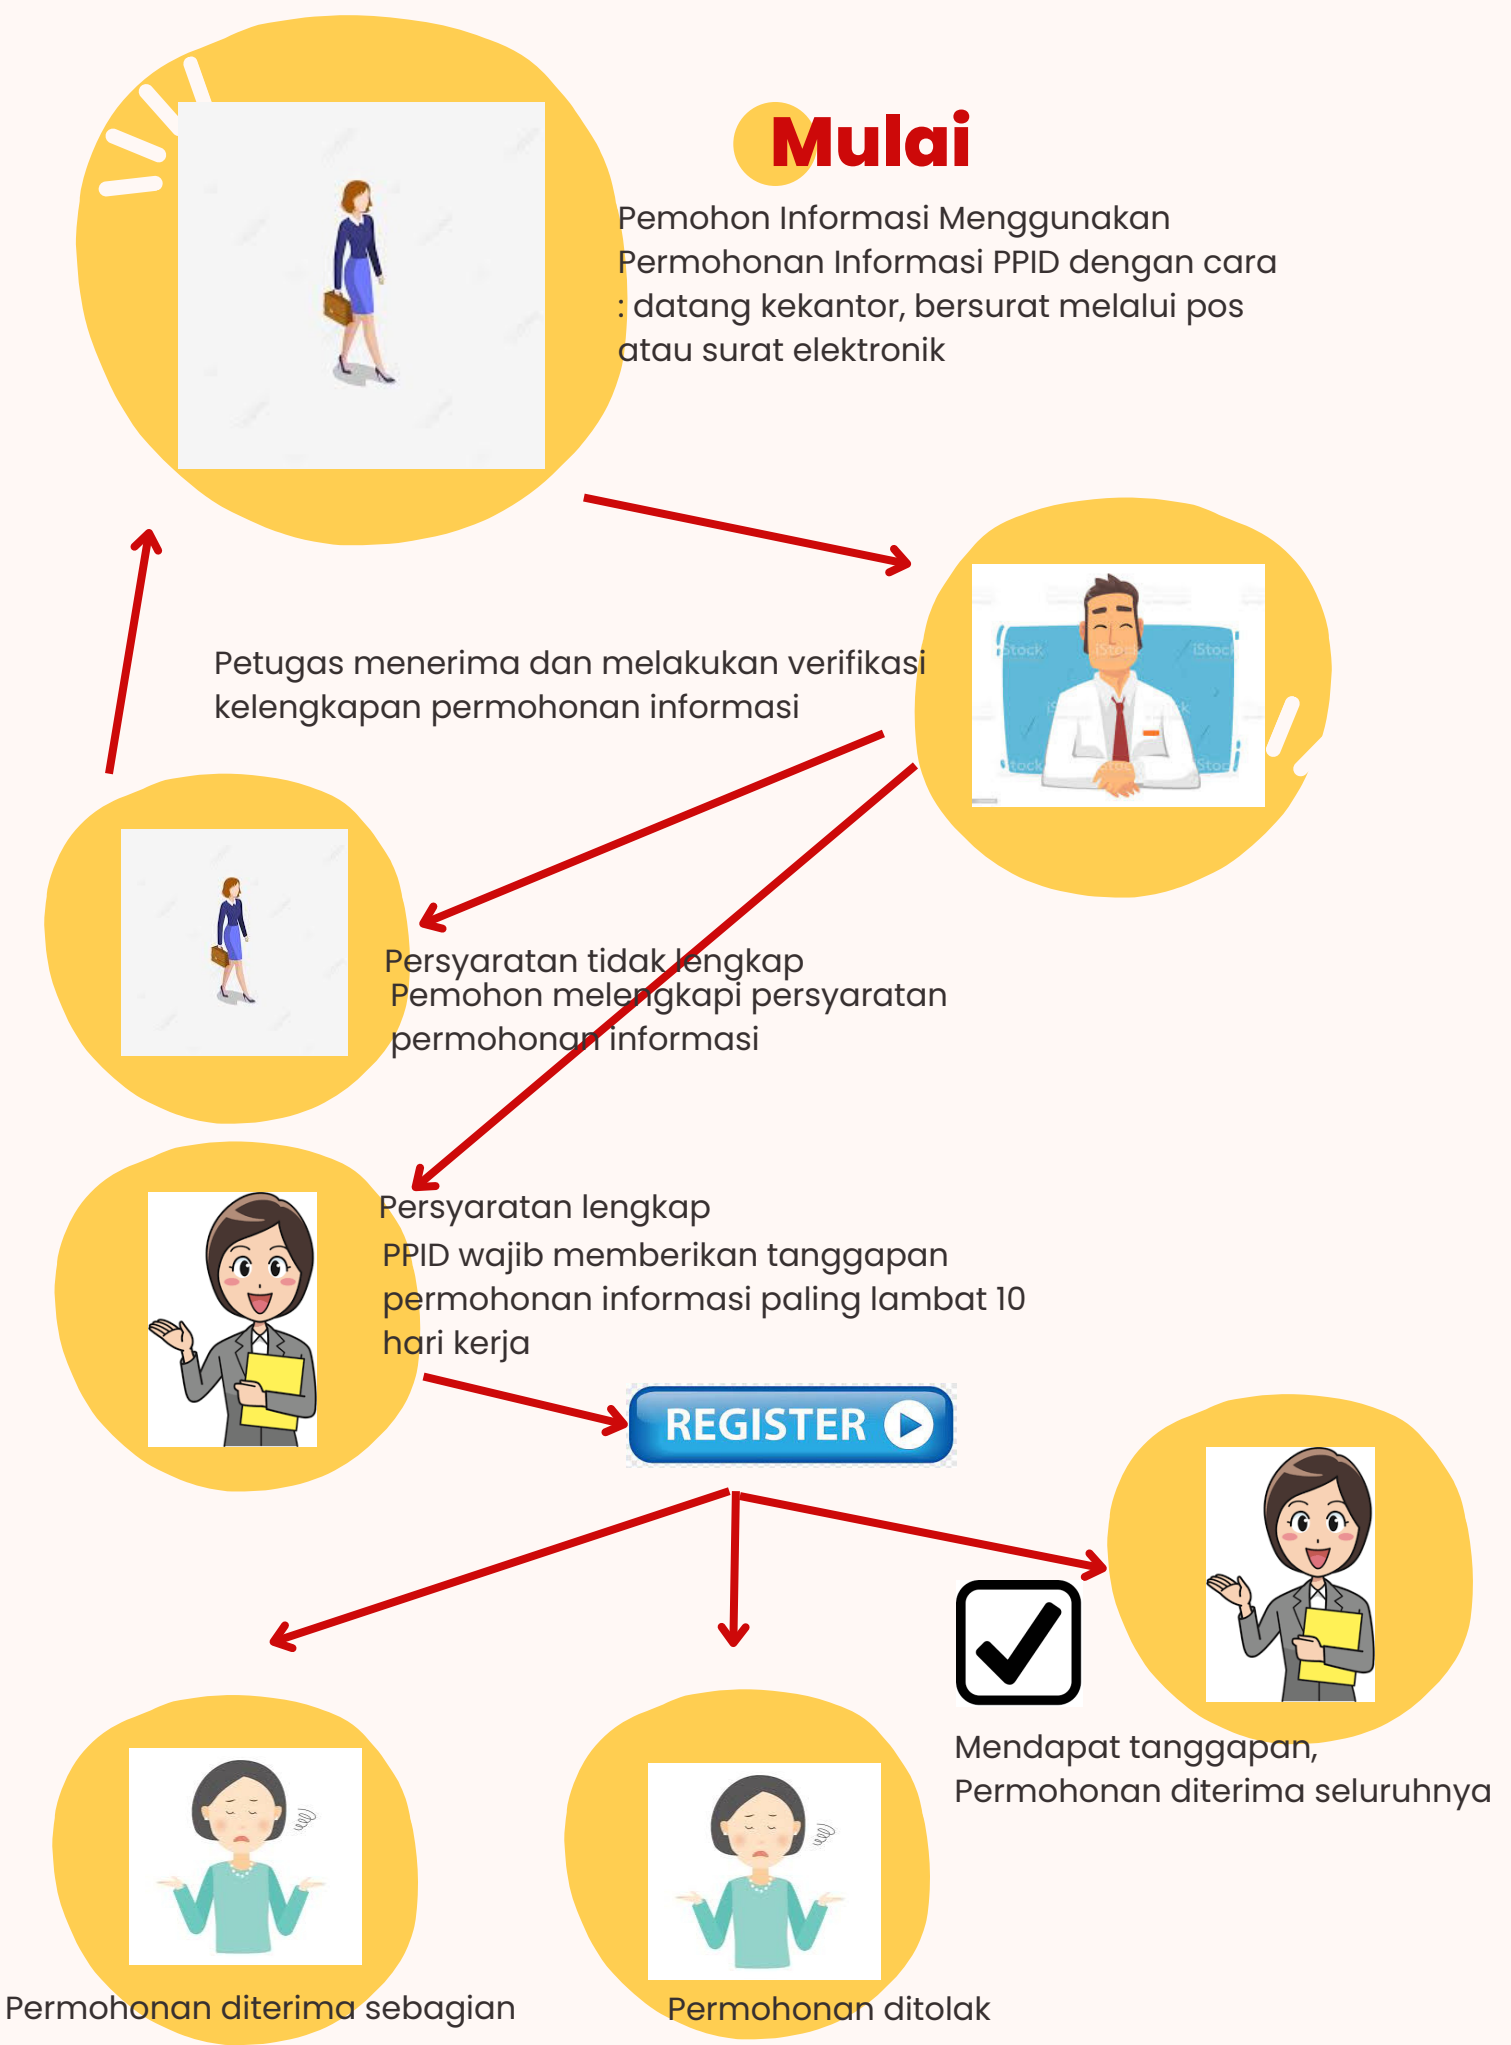 Mulai
Pemohon Informasi Menggunakan
Permohonan Informasi PPID dengan cara
: datang kekantor, bersurat melalui pos
atau surat elektronik
iStock
iStock
iStock
Petugas menerima dan melakukan verifikasi
kelengkapan permohonan informasi
Persyaratan tidak lengkap
Pemohon melengkapi persyaratan
permohonan informasi
Persyaratan lengkap
PPID wajib memberikan tanggapan
permohonan informasi paling lambat 10
hari kerja
REGISTER
Mendapat tanggapan,
Permohonan diterima seluruhnya
Permohonan diterima sebagian
Permohonan ditolak